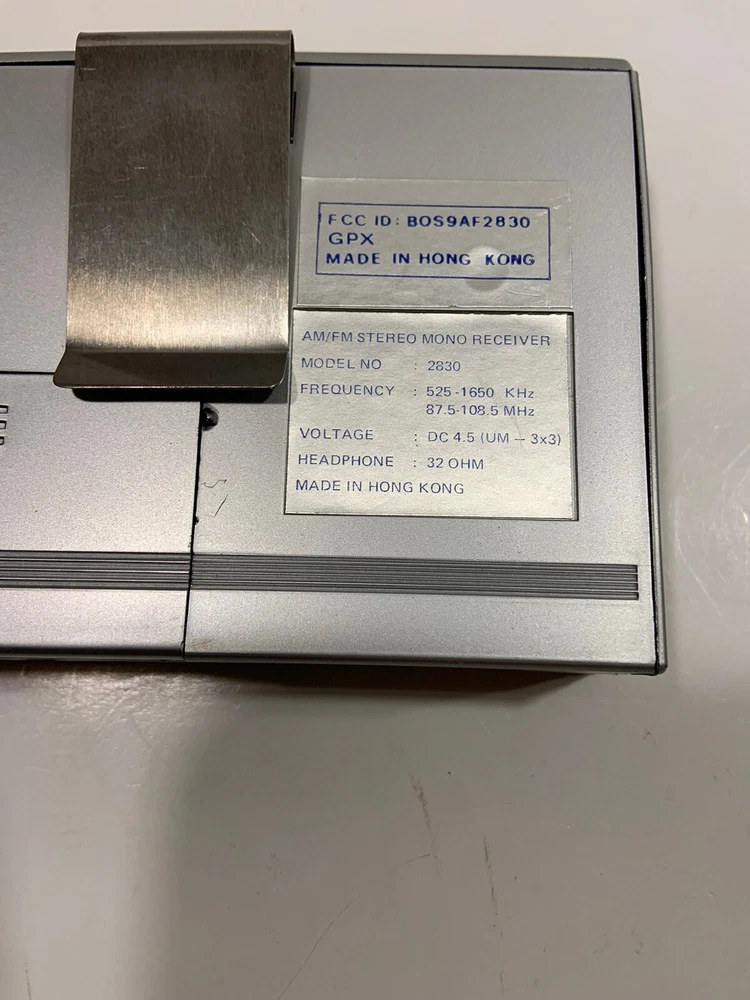 FCC ID: BOS9AF2830
GPX
MADE IN HONG KONG
AM/FM STEREO MONO RECEIVER
MODEL NO : 2830
FREQUENCY : 525-1650 KHz
87.5-108.5 MHz
VOLTAGE : DC 4.5 (UM – 3x3)
HEADPHONE : 32 OHM
MADE IN HONG KONG